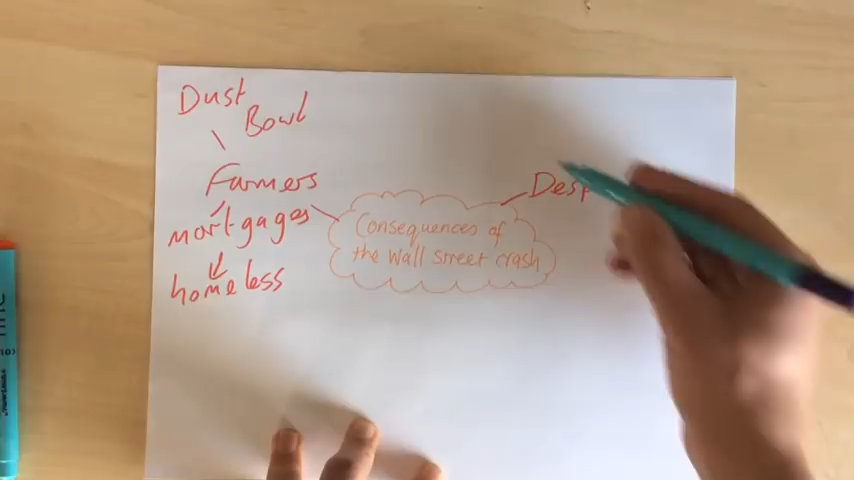 Dust
Bowl
Farmers
mortgages
homeless
Consequences of
the Wall Street crash
Desp